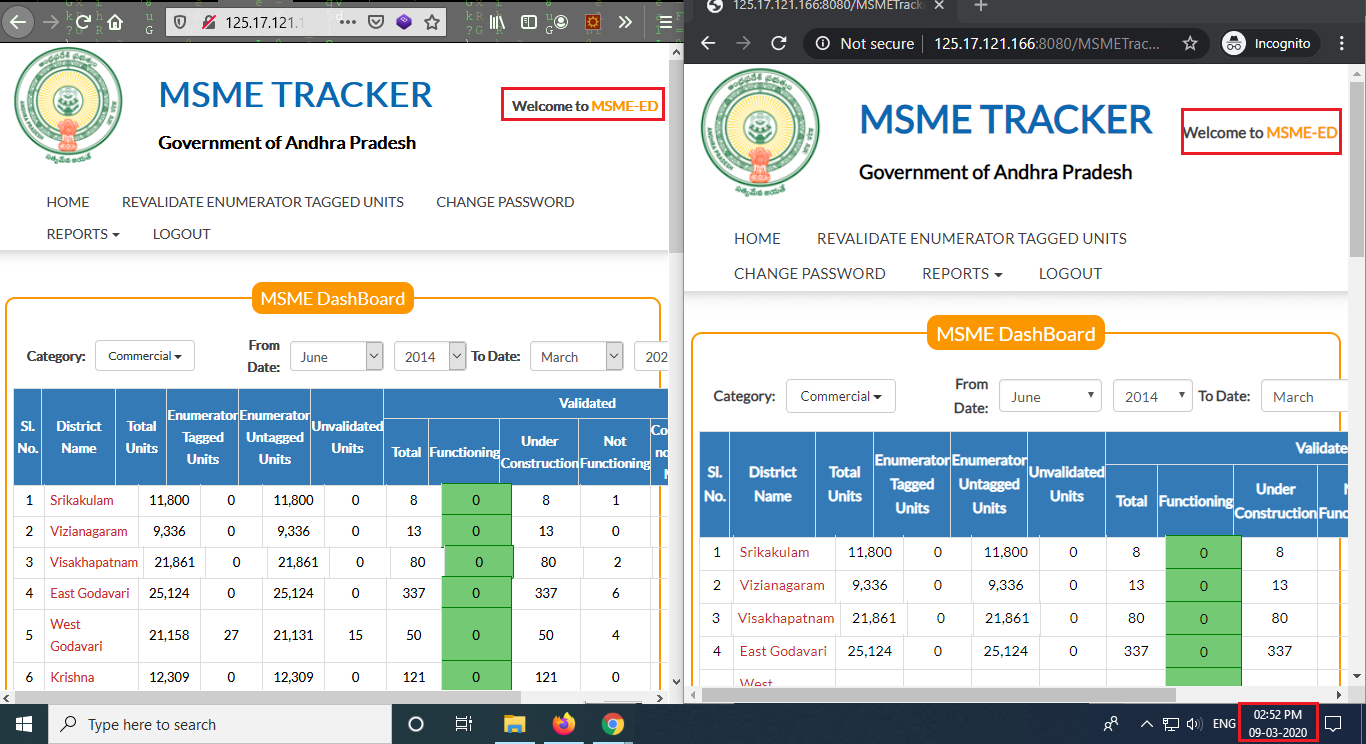 125.17.121.1
MSME TRACKER
Welcome to MSME-ED
Government of Andhra Pradesh
HOME REVALIDATE ENUMERATOR TAGGED UNITS CHANGE PASSWORD
REPORTS LOGOUT
MSME DashBoard
Category: Commercial From Date: June 2014 To Date: March 202
Sl. No. District Name Total Units Enumerator Tagged Units Enumerator Untagged Units Unvalidated Units Validated
Total Functioning Under Construction Not Functioning Co no
1 Srikakulam 11,800 0 11,800 0 8 0 8 1
2 Vizianagaram 9,336 0 9,336 0 13 0 13 0
3 Visakhapatnam 21,861 0 21,861 0 80 0 80 2
4 East Godavari 25,124 0 25,124 0 337 0 337 6
5 West Godavari 21,158 27 21,131 15 50 0 50 4
6 Krishna 12,309 0 12,309 0 121 0 121 0
125.17.121.166:8080/MSMETrack
Not secure 125.17.121.166:8080/MSMETrac... Incognito
MSME TRACKER
Welcome to MSME-ED
Government of Andhra Pradesh
HOME REVALIDATE ENUMERATOR TAGGED UNITS
CHANGE PASSWORD REPORTS LOGOUT
MSME DashBoard
Category: Commercial From Date: June 2014 To Date: March
Sl. No. District Name Total Units Enumerator Tagged Units Enumerator Untagged Units Unvalidated Units Validate
Total Functioning Under Construction N Func
1 Srikakulam 11,800 0 11,800 0 8 0 8
2 Vizianagaram 9,336 0 9,336 0 13 0 13
3 Visakhapatnam 21,861 0 21,861 0 80 0 80
4 East Godavari 25,124 0 25,124 0 337 0 337
West
Type here to search
ENG
02:52 PM
09-03-2020